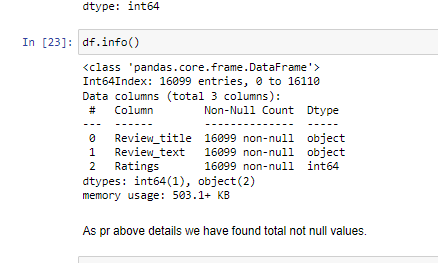 dtype: int64
In [23]: df.info()
<class 'pandas.core.frame.DataFrame'>
Int64Index: 16099 entries, 0 to 16110
Data columns (total 3 columns):
 #   Column        Non-Null Count  Dtype
---  ------        --------------  -----
 0   Review_title  16099 non-null  object
 1   Review_text   16099 non-null  object
 2   Ratings       16099 non-null  int64
dtypes: int64(1), object(2)
memory usage: 503.1+ KB
As pr above details we have found total not null values.